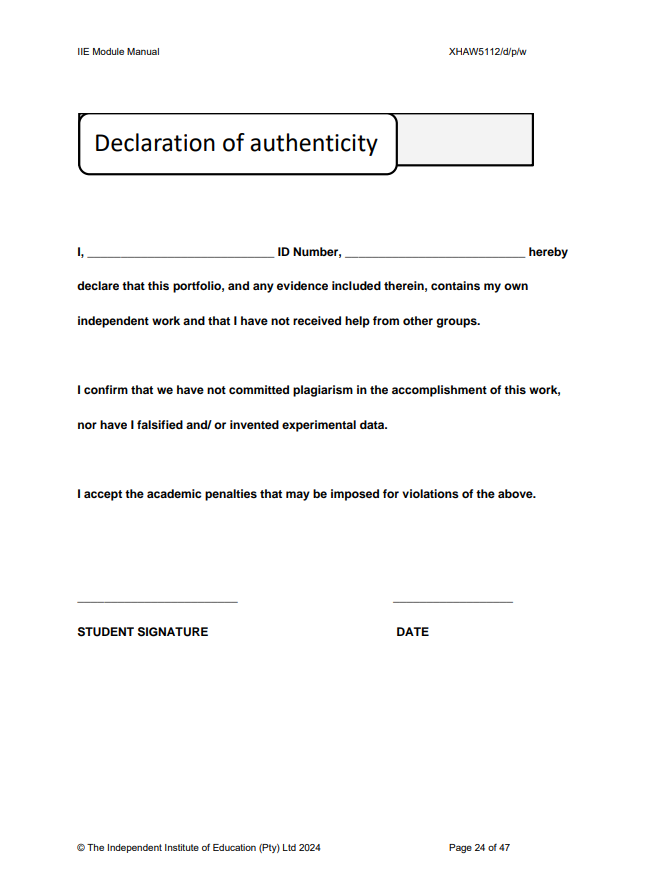 IIE Module Manual XHAW5112/d/p/w
Declaration of authenticity
I, ____________________________ ID Number, ___________________________ hereby
declare that this portfolio, and any evidence included therein, contains my own
independent work and that I have not received help from other groups.
I confirm that we have not committed plagiarism in the accomplishment of this work,
nor have I falsified and/ or invented experimental data.
I accept the academic penalties that may be imposed for violations of the above.
________________________ __________________
STUDENT SIGNATURE DATE
© The Independent Institute of Education (Pty) Ltd 2024 Page 24 of 47